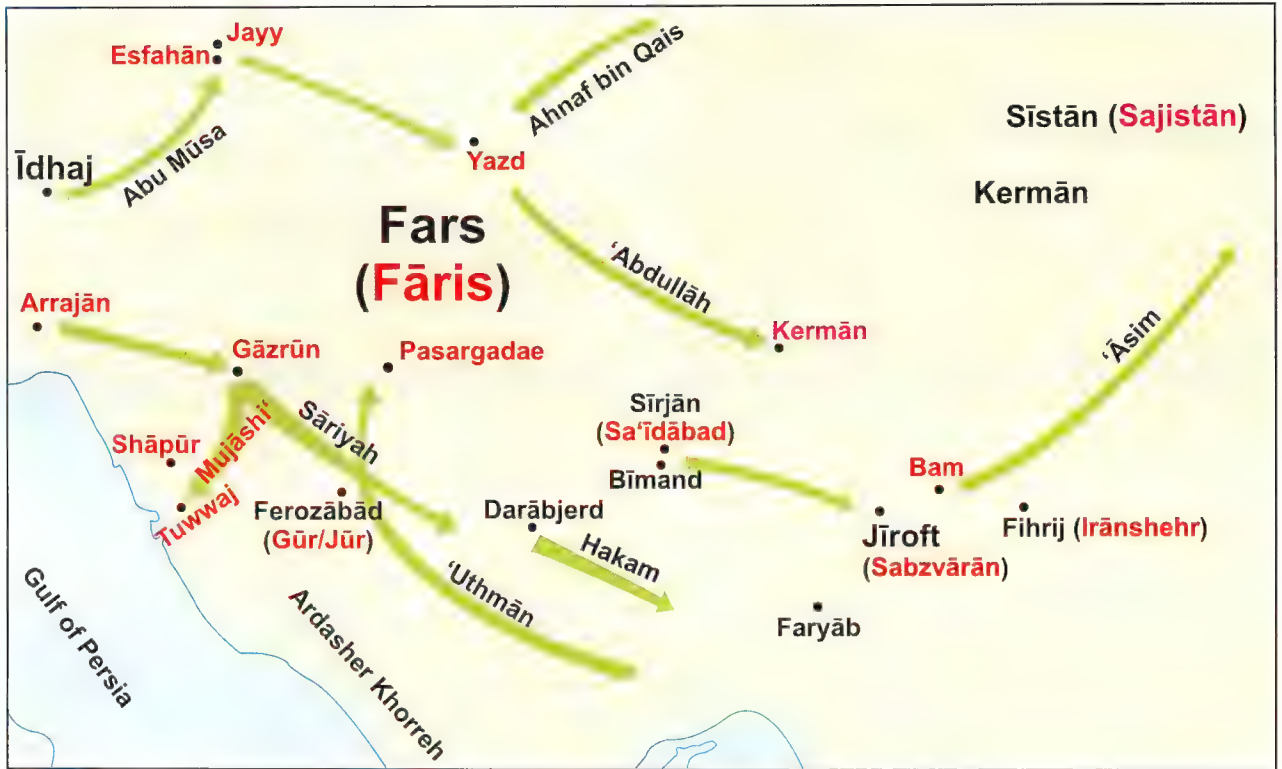 Jayy
Esfahān
Ahnaf bin Qais
Sīstān (Sajistān)
Īdhaj
Abu Mūsa
Yazd
Kermān
Fars
(Fāris)
‘Abdullāh
Arrajān
Gāzrūn
Pasargadae
Kermān
‘Āsim
Sāriyah
Mujāshi‘
Shāpūr
Tuwwaj
Sīrjān
(Sa‘īdābad)
Bīmand
Bam
Ferozābād
(Gūr/Jūr)
Darābjerd
Hakam
Jīroft
(Sabzvārān)
Fihrij (Irānshehr)
‘Uthmān
Faryāb
Gulf of Persia
Ardasher Khorreh